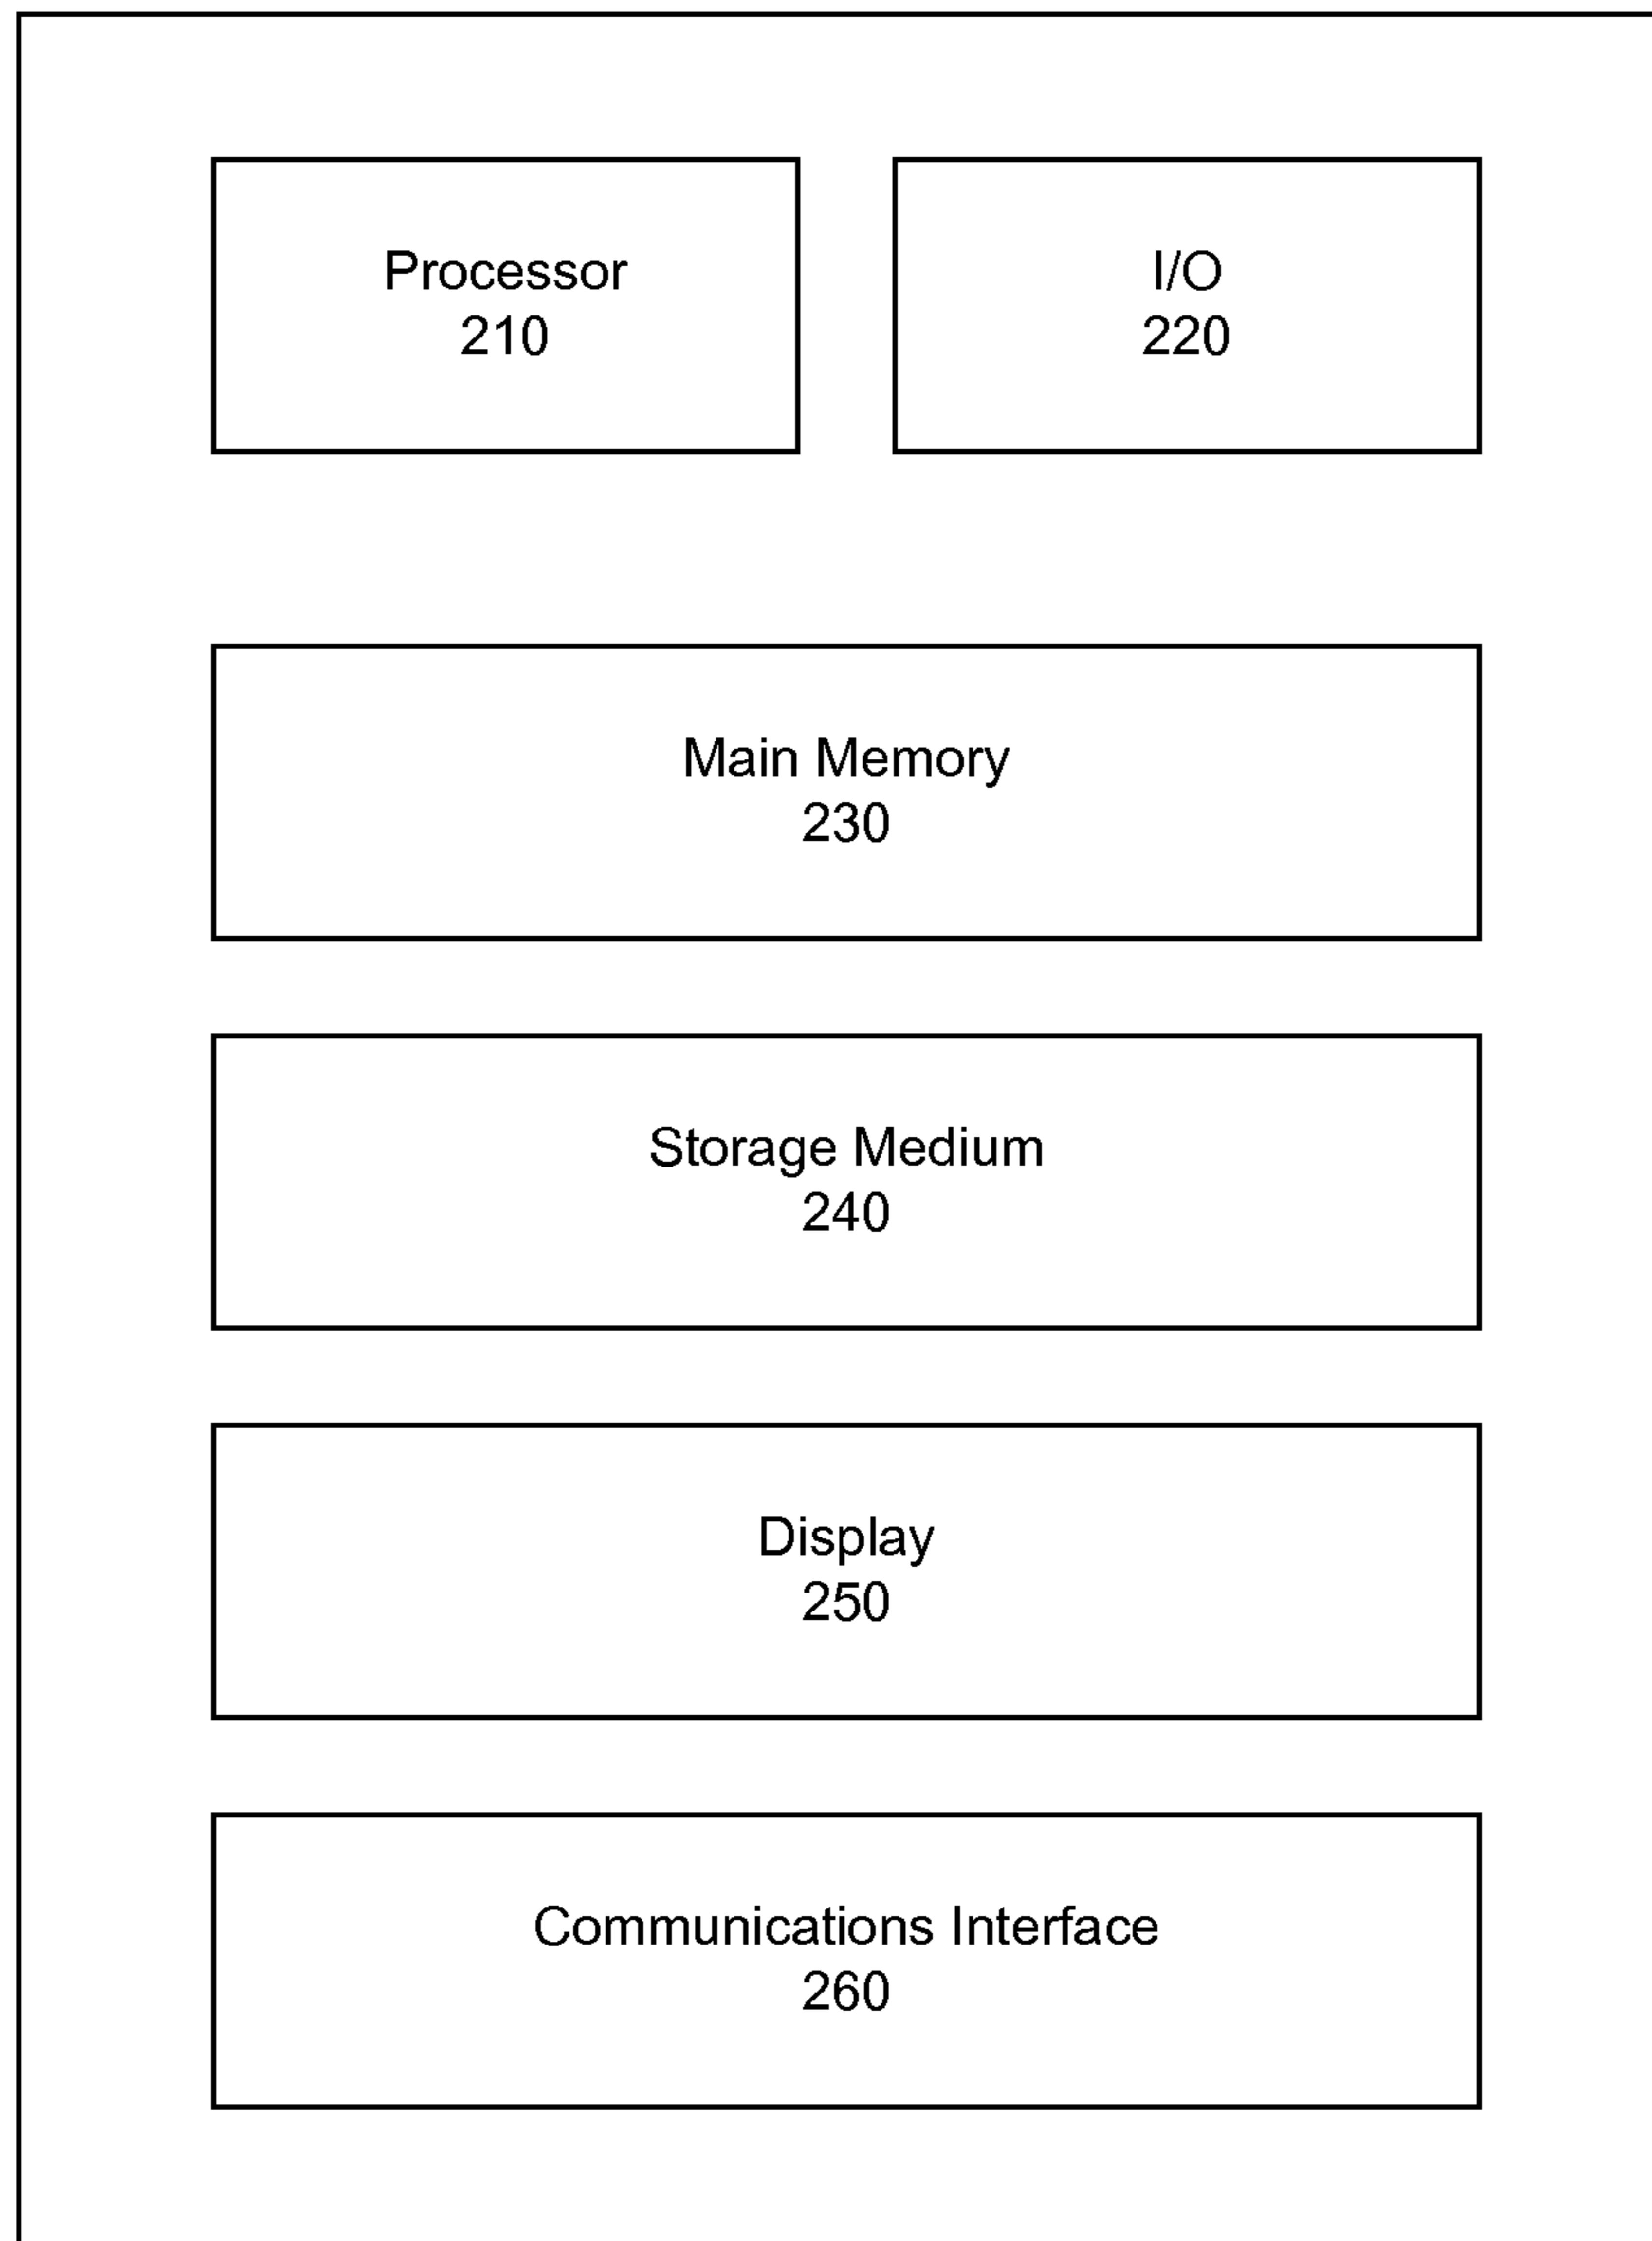 Processor
210
I/O
220
Main Memory
230
Storage Medium
240
Display
250
Communications Interface
260